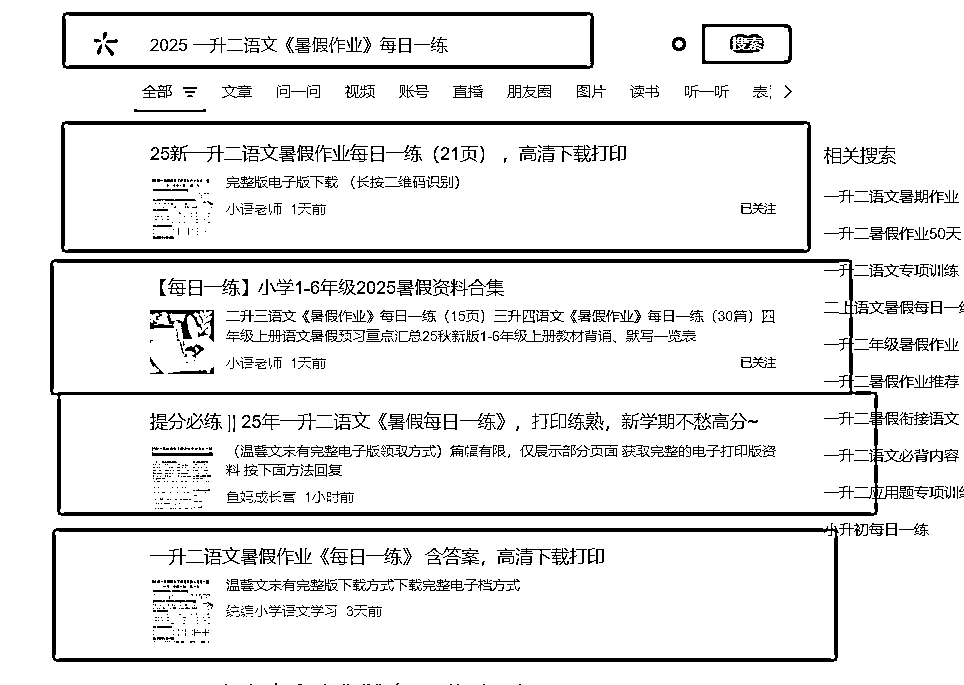 2025 一升二语文《暑假作业》每日一练
搜索
全部 文章 问一问 视频 账号 直播 朋友圈 图片 读书 听一听 表
25新一升二语文暑假作业每日一练（21页），高清下载打印
完整版电子版下载 （长按二维码识别）
小语老师 1天前
已关注
【每日一练】小学1-6年级2025暑假资料合集
二升三语文《暑假作业》每日一练（15页）三升四语文《暑假作业》每日一练（30篇）四
年级上册语文暑假预习重点汇总25秋新版1-6年级上册教材背诵、默写一览表
小语老师 1天前
已关注
提分必练 || 25年一升二语文《暑假每日一练》，打印练熟，新学期不愁高分~
（温馨文末有完整电子版领取方式）篇幅有限，仅展示部分页面 获取完整的电子打印版资
料 按下面方法回复
鱼妈成长营 1小时前
一升二语文暑假作业《每日一练》 含答案，高清下载打印
温馨文末有完整版下载方式下载完整电子档方式
统编小学语文学习 3天前
相关搜索
一升二语文暑期作业
一升二暑假作业50天
一升二语文专项训练
二上语文暑假每日一练
一升二年级暑假作业
一升二暑假作业推荐
一升二暑假衔接语文
一升二语文必背内容
一升二应用题专项训练
小升初每日一练